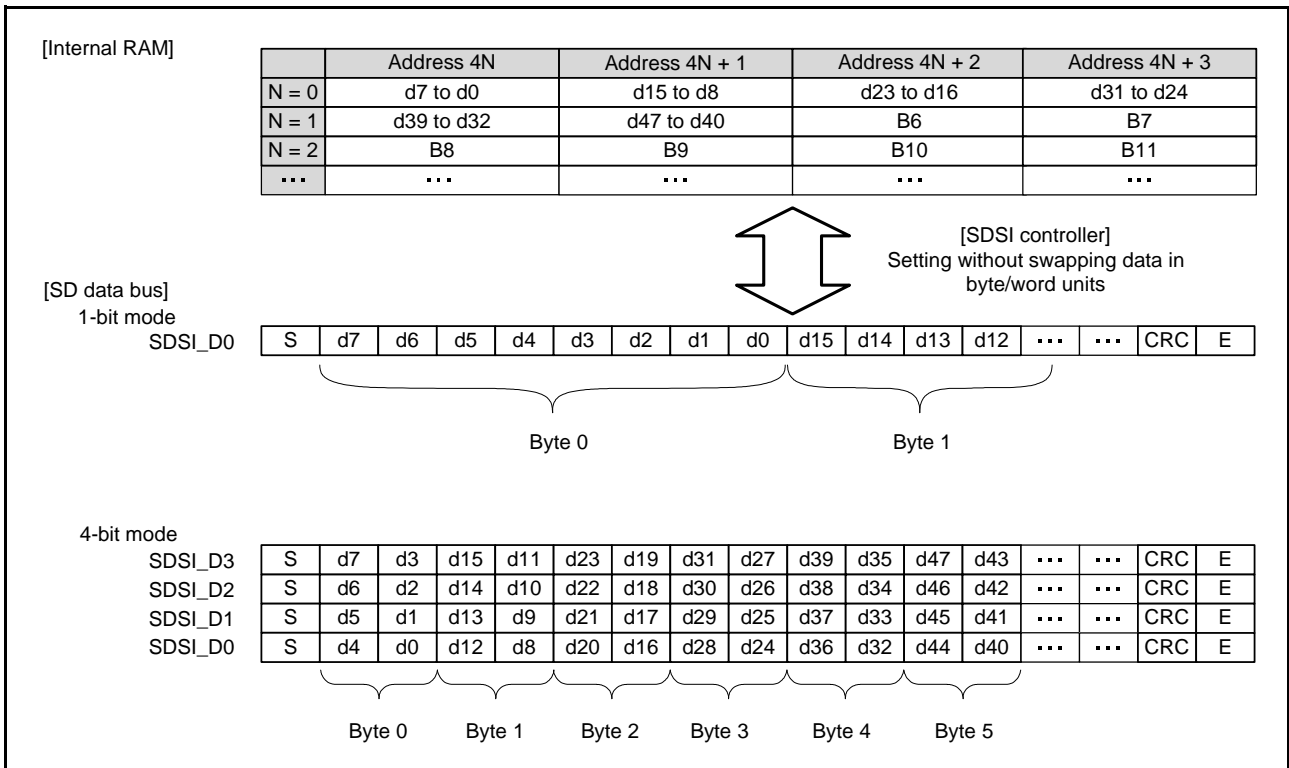 [Internal RAM]
Address 4N Address 4N + 1 Address 4N + 2 Address 4N + 3
N = 0 d7 to d0 d15 to d8 d23 to d16 d31 to d24
N = 1 d39 to d32 d47 to d40 B6 B7
N = 2 B8 B9 B10 B11
... ... ... ... ...
[SDSI controller]
Setting without swapping data in
byte/word units
[SD data bus]
1-bit mode
SDSI_D0 S d7 d6 d5 d4 d3 d2 d1 d0 d15 d14 d13 d12 ... ... CRC E
Byte 0 Byte 1
4-bit mode
SDSI_D3 S d7 d3 d15 d11 d23 d19 d31 d27 d39 d35 d47 d43 ... ... CRC E
SDSI_D2 S d6 d2 d14 d10 d22 d18 d30 d26 d38 d34 d46 d42 ... ... CRC E
SDSI_D1 S d5 d1 d13 d9 d21 d17 d29 d25 d37 d33 d45 d41 ... ... CRC E
SDSI_D0 S d4 d0 d12 d8 d20 d16 d28 d24 d36 d32 d44 d40 ... ... CRC E
Byte 0 Byte 1 Byte 2 Byte 3 Byte 4 Byte 5